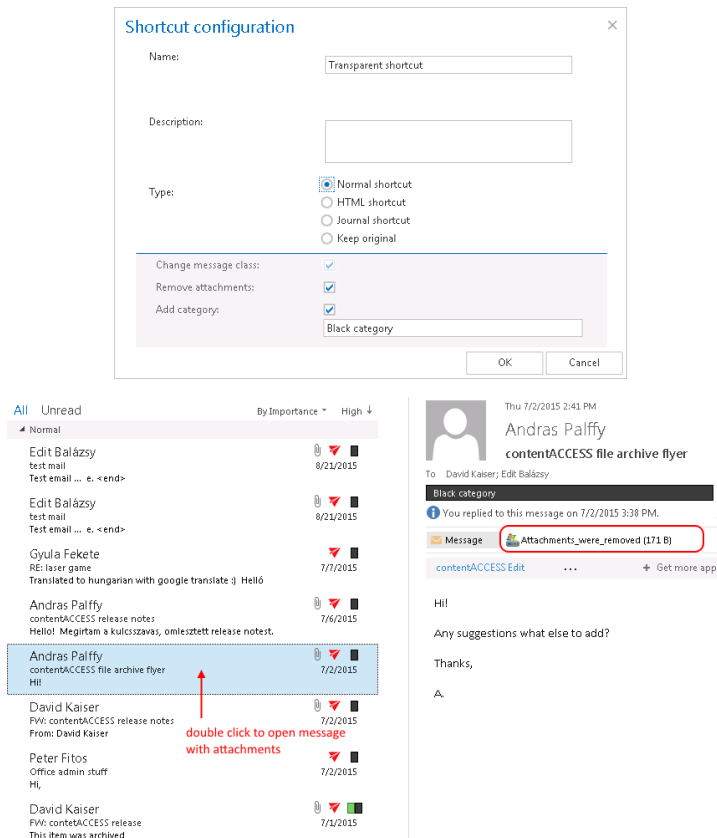 Shortcut configuration
Name:
Transparent shortcut
Description:
Type:
Normal shortcut
HTML shortcut
Journal shortcut
Keep original
Change message class:
Remove attachments:
Add category:
Black category
OK
Cancel
All Unread
By Importance High
Normal
Edit Balázsy
test mail 8/21/2015
Test email ... e. <end>
Edit Balázsy
test mail 8/21/2015
Test email ... e. <end>
Gyula Fekete
RE: laser game 7/7/2015
Translated to hungarian with google translate :) Helló
Andras Palffy
contentACCESS release notes 7/6/2015
Hello! Megirtam a kulcsszavas, omlesztett release notest.
Andras Palffy
contentACCESS file archive flyer 7/2/2015
Hi!
David Kaiser
FW: contentACCESS release notes 7/2/2015
From: David Kaiser
double click to open message
with attachments
Peter Fitos
Office admin stuff 7/2/2015
Hi,
David Kaiser
FW: contetACCESS release 7/1/2015
This item was archived
Thu 7/2/2015 2:41 PM
Andras Palffy
contentACCESS file archive flyer
To David Kaiser; Edit Balázsy
Black category
You replied to this message on 7/2/2015 3:38 PM.
Message
Attachments_were_removed (171 B)
contentACCESS Edit ... + Get more app
Hi!
Any suggestions what else to add?
Thanks,
A.